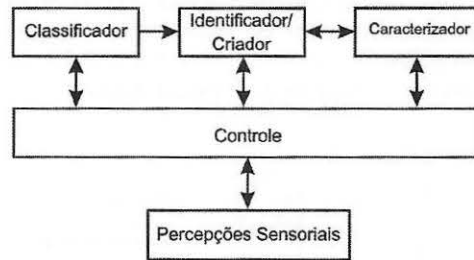 Classificador
Identificador/
Criador
Caracterizador
Controle
Percepções Sensoriais